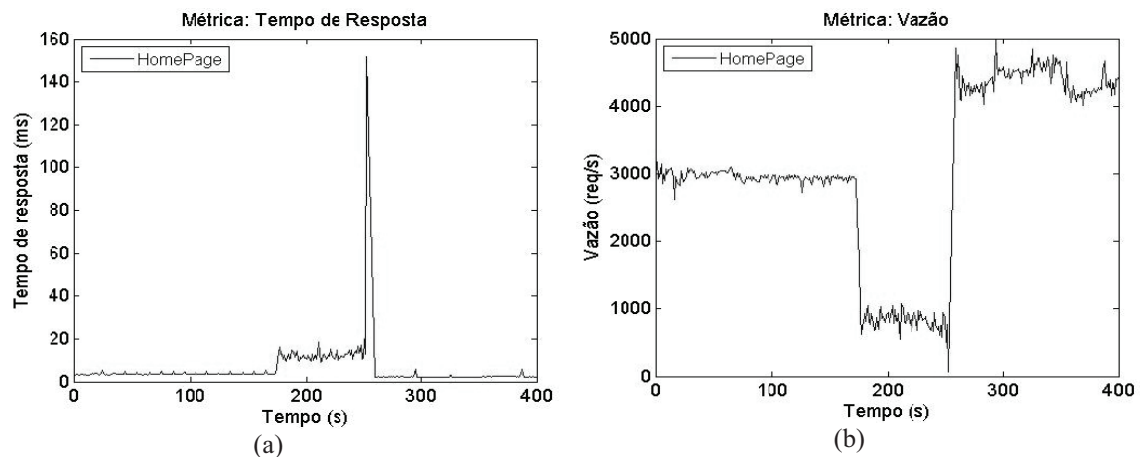 Métrica: Tempo de Resposta
HomePage
160
140
120
100
80
60
40
20
0
Tempo de resposta (ms)
0 100 200 300 400
Tempo (s)
(a)
Métrica: Vazão
HomePage
5000
4000
3000
2000
1000
0
Vazão (req/s)
0 100 200 300 400
Tempo (s)
(b)